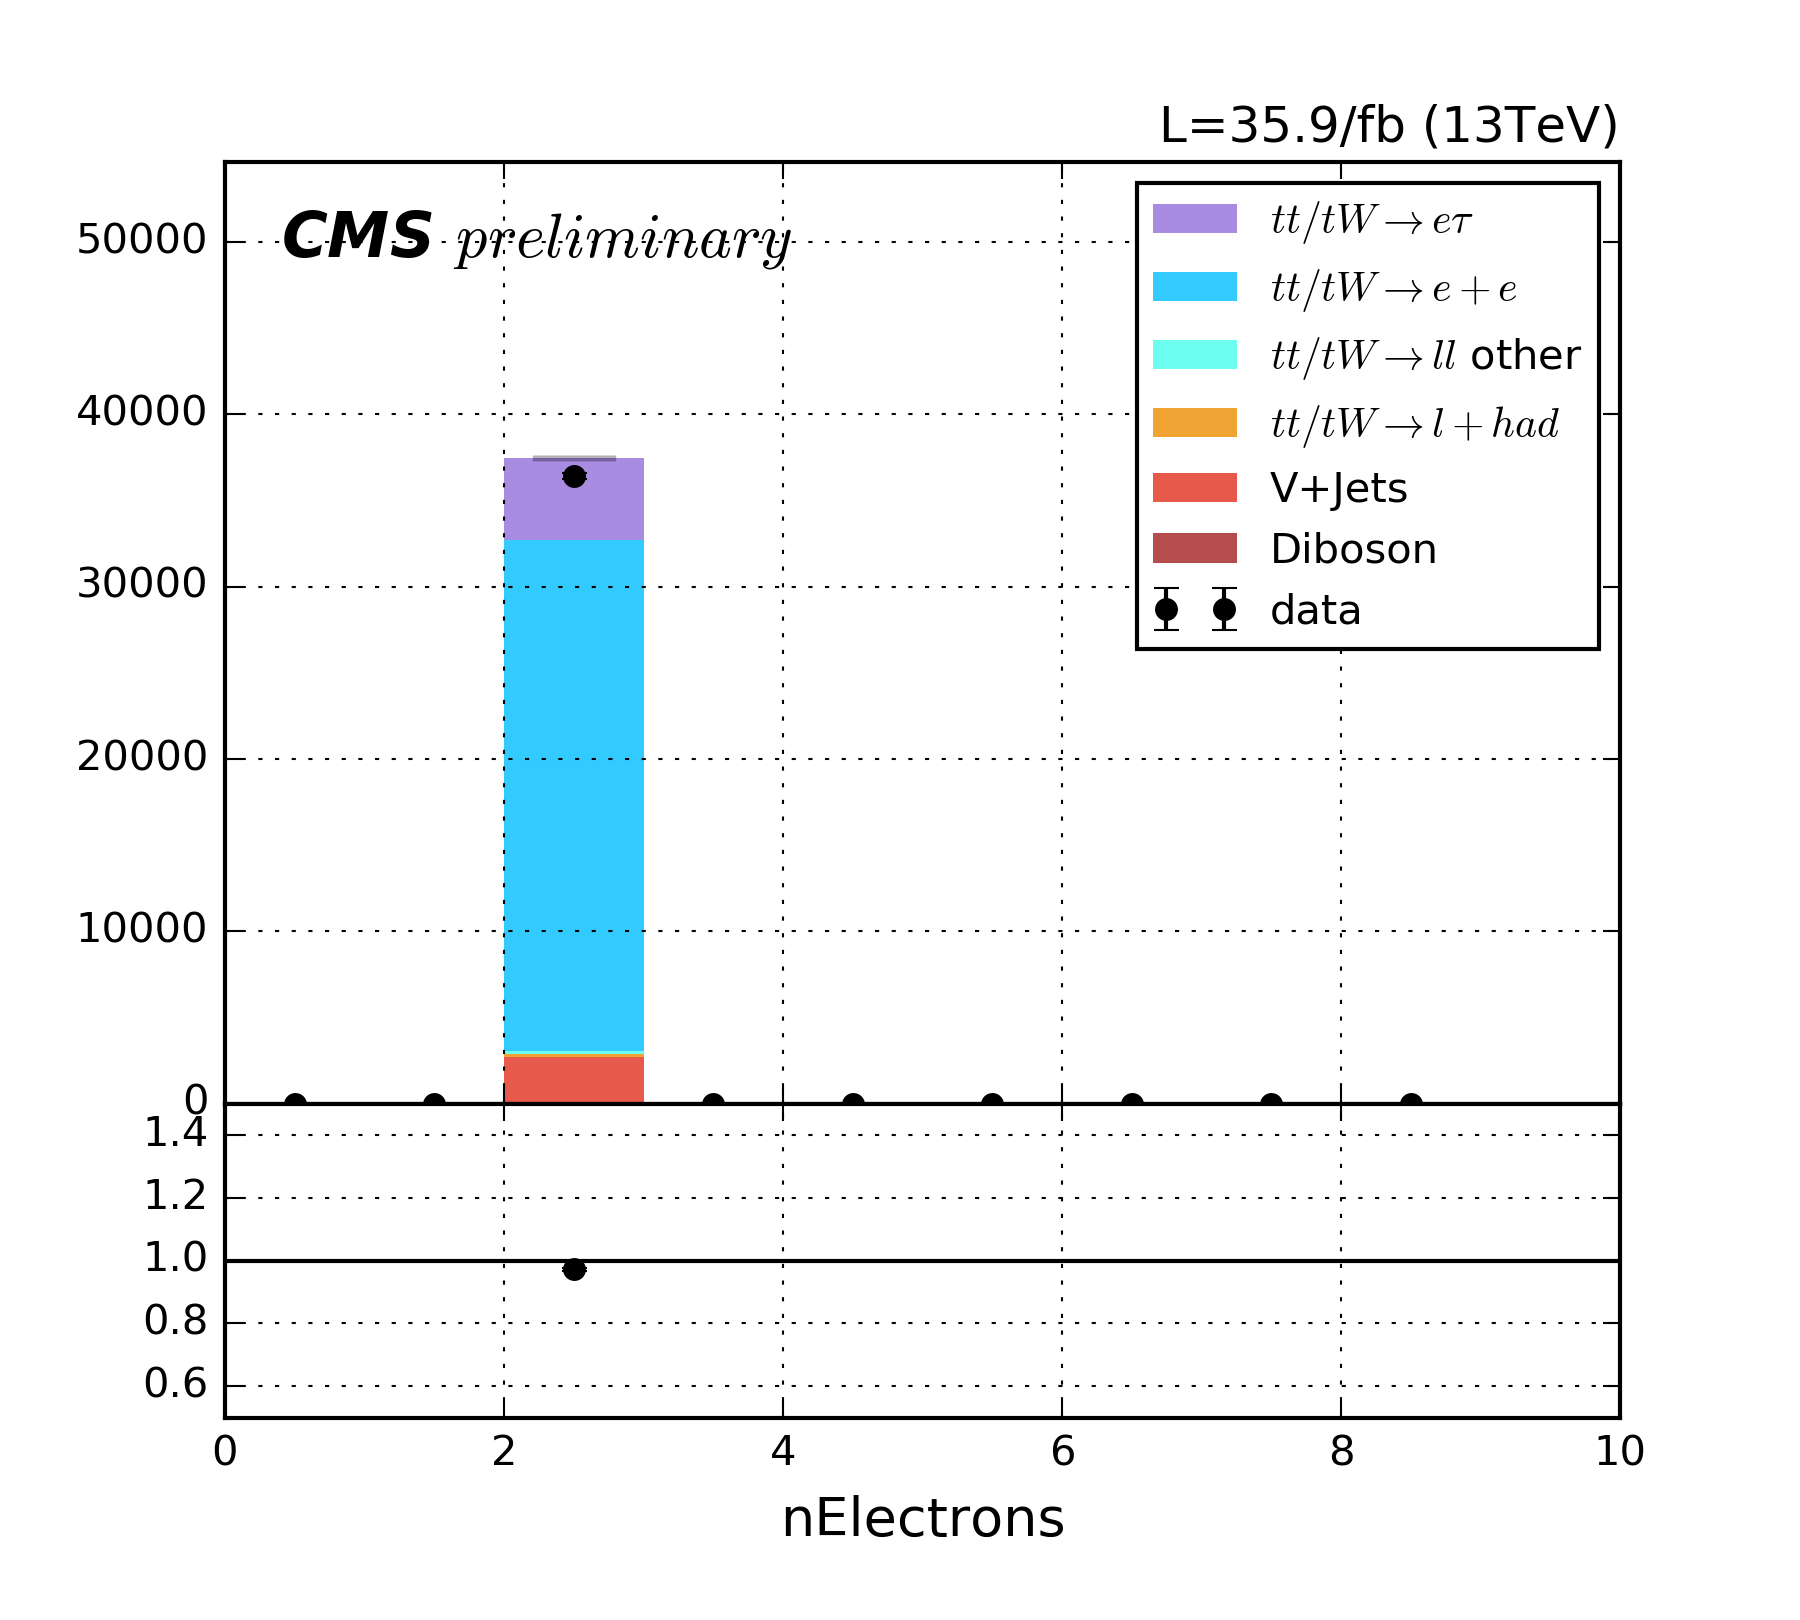 L=35.9/fb (13TeV)
CMS preliminary
50000
40000
30000
20000
10000
0
tt/tW→eτ
tt/tW→e+e
tt/tW→ll other
tt/tW→l+had
V+Jets
Diboson
data
1.4
1.2
1.0
0.8
0.6
0 2 4 6 8 10
nElectrons